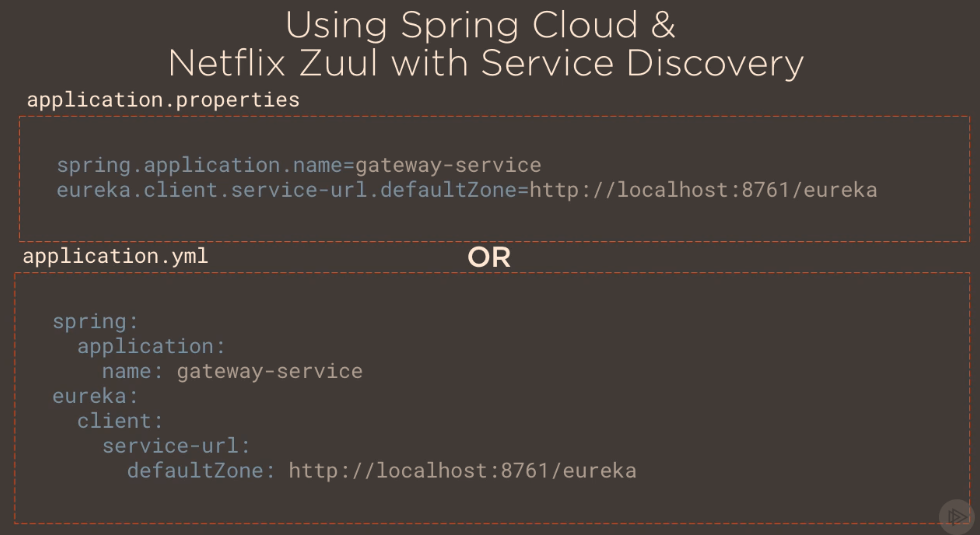 Using Spring Cloud &
Netflix Zuul with Service Discovery
application.properties
spring.application.name=gateway-service
eureka.client.service-url.defaultZone=http://localhost:8761/eureka
application.yml
OR
spring:
  application:
    name: gateway-service
eureka:
  client:
    service-url:
      defaultZone: http://localhost:8761/eureka